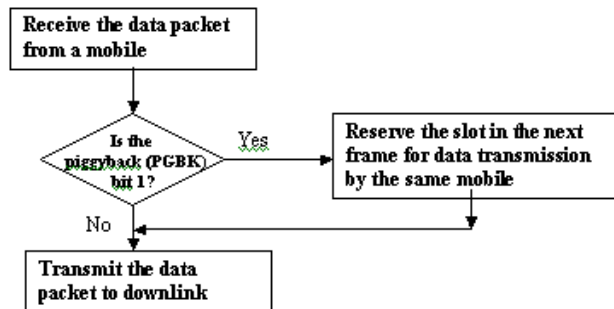 Receive the data packet
from a mobile
Is the
piggyback (PGBK)
bit 1?
Yes
Reserve the slot in the next
frame for data transmission
by the same mobile
No
Transmit the data
packet to downlink